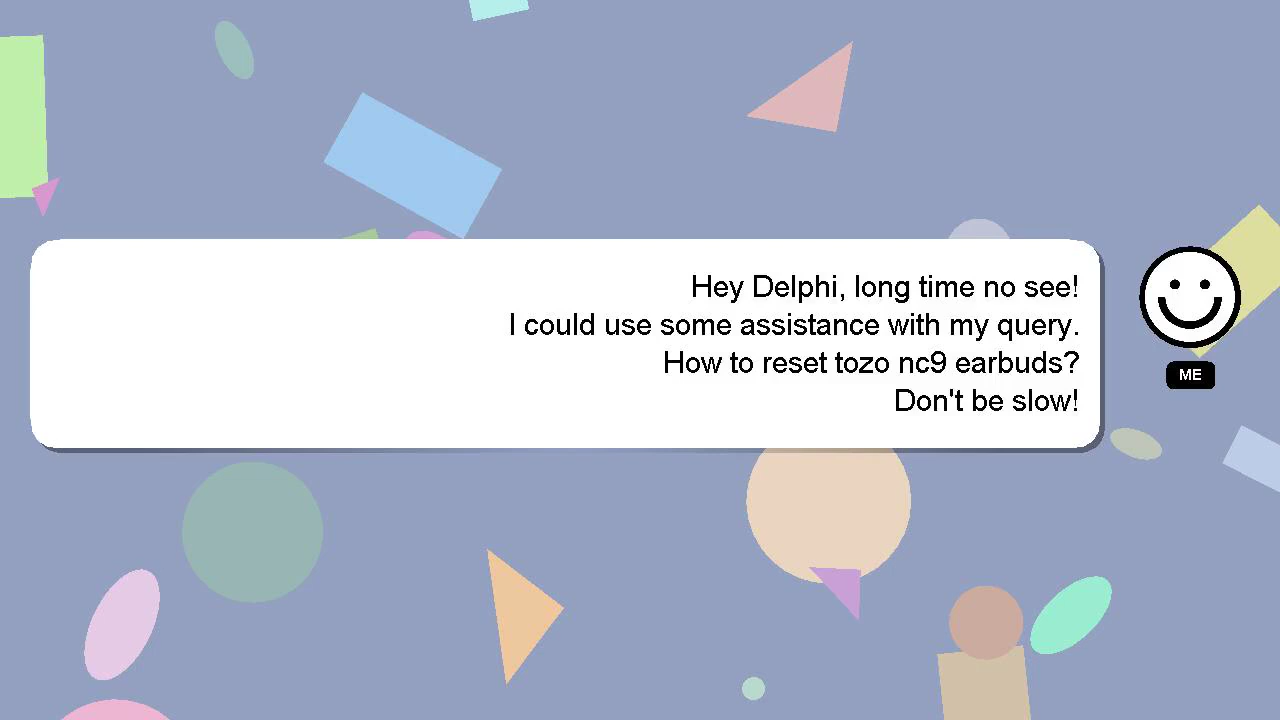 Hey Delphi, long time no see!
I could use some assistance with my query.
How to reset tozo nc9 earbuds?
Don't be slow!
ME